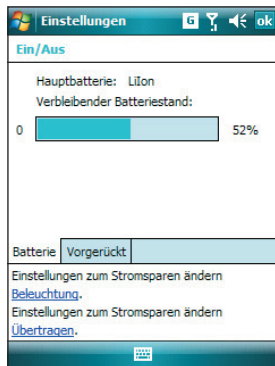 Einstellungen G ok
Ein/Aus
Hauptbatterie: LiIon
Verbleibender Batteriestand:
0 52%
Batterie Vorgerückt
Einstellungen zum Stromsparen ändern
Beleuchtung.
Einstellungen zum Stromsparen ändern
Übertragen.